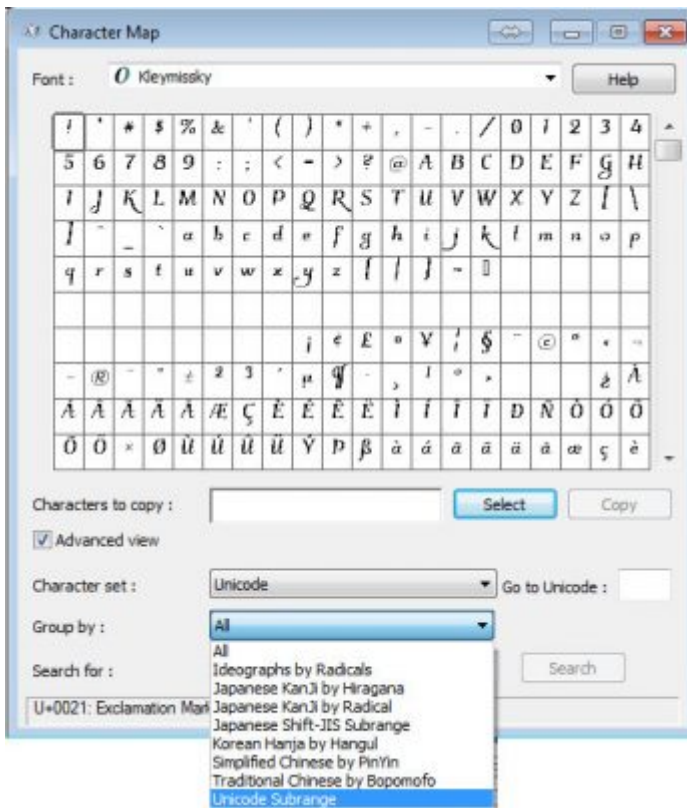 Character Map
Font : O Kleymissky Help
! " # $ % & ' ( ) * + , - . / 0 1 2 3 4
5 6 7 8 9 : ; < = > ? @ A B C D E F G H
I J K L M N O P Q R S T U V W X Y Z [ \
] ^ _ ` a b c d e f g h i j k l m n o p
q r s t u v w x y z { | } ~
¡ ¢ £ ¤ ¥ ¦ § ¨ © ª « ¬
- ® ¯ ° ± ² ³ ´ µ ¶ · ¸ ¹ º » ¿ À
Á Â Ã Ä Å Æ Ç È É Ê Ë Ì Í Î Ï Ð Ñ Ò Ó Ô
Õ Ö × Ø Ù Ú Û Ü Ý Þ ß à á â ã ä å æ ç è
Characters to copy : Select Copy
Advanced view
Character set : Unicode Go to Unicode :
Group by : All
All
Ideographs by Radicals
Search for : Search
Japanese KanJi by Hiragana
Japanese KanJi by Radical
U+0021: Exclamation Mar
Japanese Shift-JIS Subrange
Korean Hanja by Hangul
Simplified Chinese by PinYin
Traditional Chinese by Bopomofo
Unicode Subrange